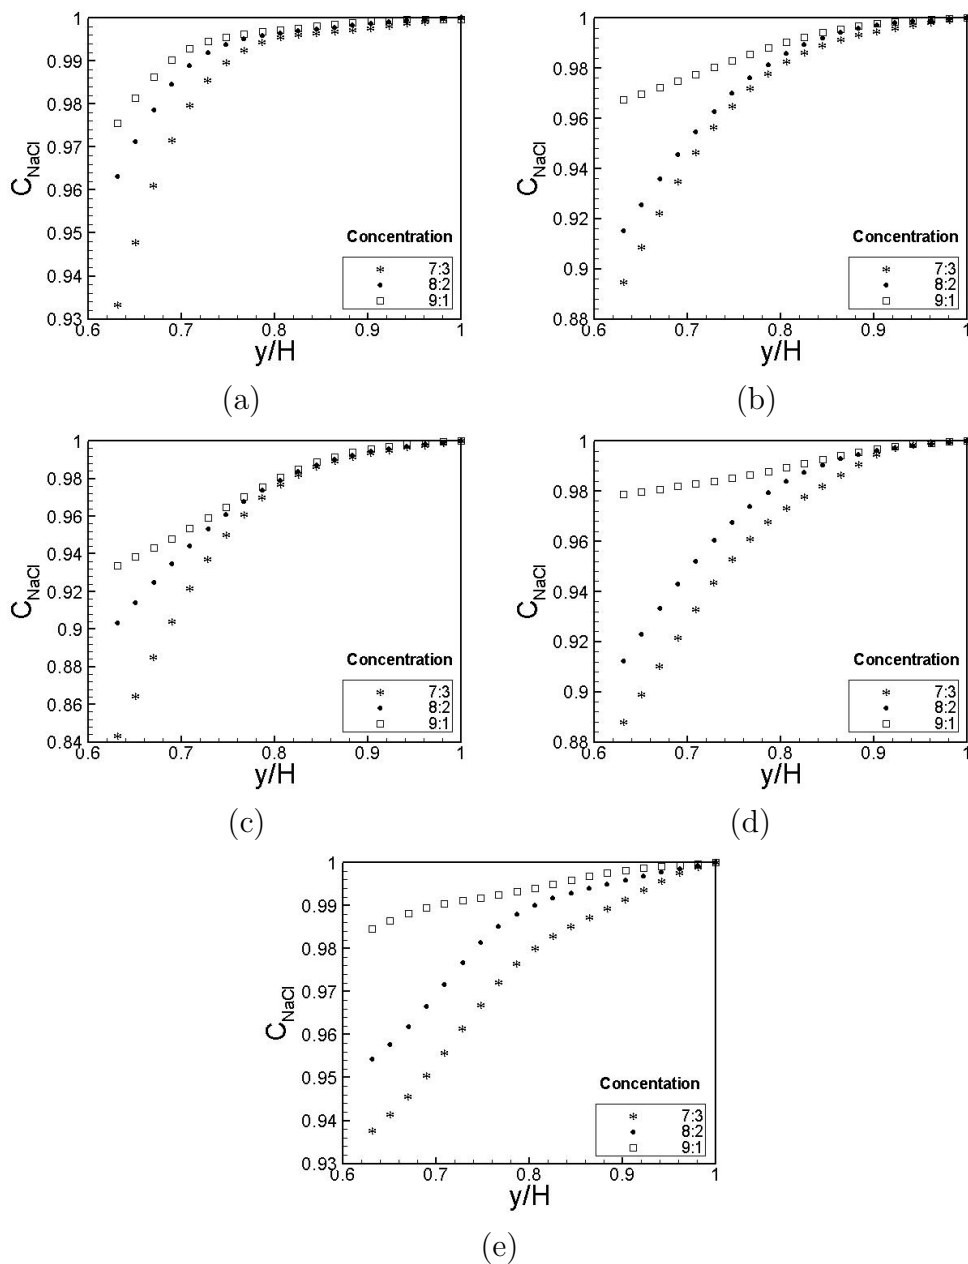 1
0.99
0.98
0.97
0.96
0.95
0.94
0.93
C_NaCl
0.6 0.7 0.8 0.9 1
y/H
Concentration
7:3
8:2
9:1
(a)
1
0.98
0.96
0.94
0.92
0.9
0.88
C_NaCl
0.6 0.7 0.8 0.9 1
y/H
Concentration
7:3
8:2
9:1
(b)
1
0.98
0.96
0.94
0.92
0.9
0.88
0.86
0.84
C_NaCl
0.6 0.7 0.8 0.9 1
y/H
Concentration
7:3
8:2
9:1
(c)
1
0.98
0.96
0.94
0.92
0.9
0.88
C_NaCl
0.6 0.7 0.8 0.9 1
y/H
Concentration
7:3
8:2
9:1
(d)
1
0.99
0.98
0.97
0.96
0.95
0.94
0.93
C_NaCl
0.6 0.7 0.8 0.9 1
y/H
Concentation
7:3
8:2
9:1
(e)